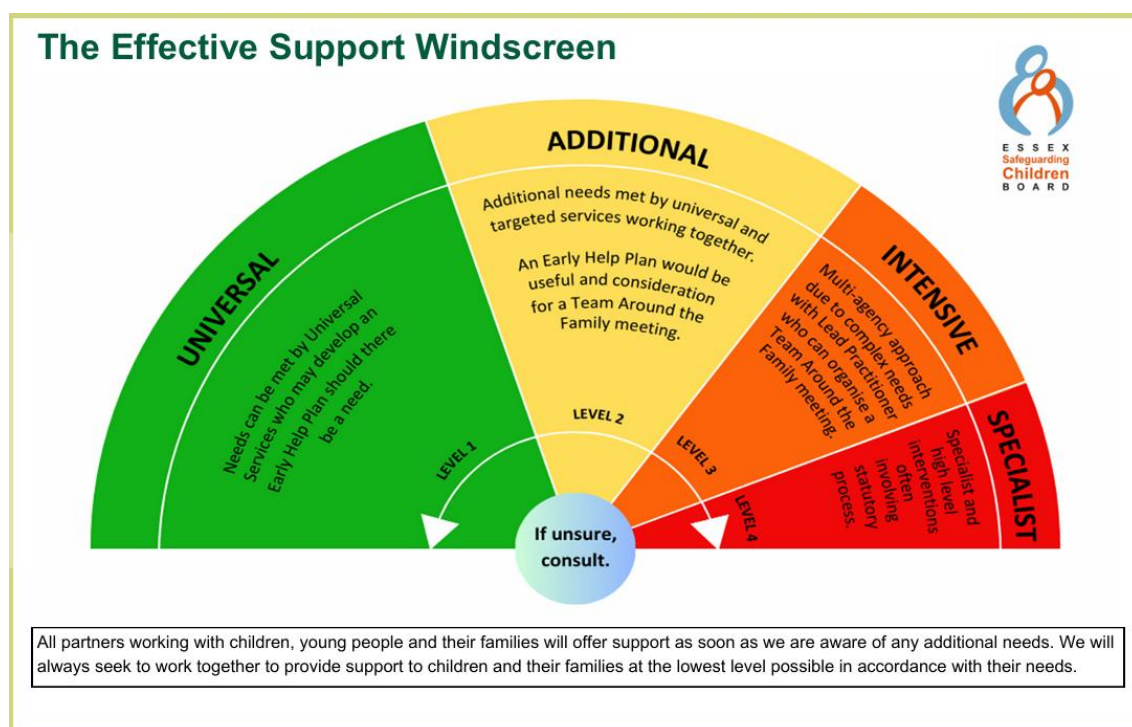 The Effective Support Windscreen
ESSEX
Safeguarding
Children
BOARD
UNIVERSAL
Needs can be met by Universal
Services who may develop an
Early Help Plan should there
be a need.
LEVEL 1
ADDITIONAL
Additional needs met by universal and
targeted services working together.
An Early Help Plan would be
useful and consideration
for a Team Around the
Family meeting.
LEVEL 2
INTENSIVE
Multi-agency approach
due to complex needs
with Lead Practitioner
who can organise a
Team Around the
Family meeting.
LEVEL 3
SPECIALIST
Specialist and
high level
interventions
often
involving
statutory
process.
LEVEL 4
If unsure,
consult.
All partners working with children, young people and their families will offer support as soon as we are aware of any additional needs. We will
always seek to work together to provide support to children and their families at the lowest level possible in accordance with their needs.